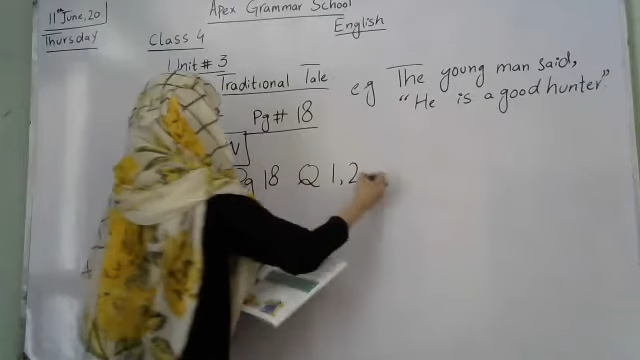 11th June, 20
Thursday
Apex Grammar School
English
Class 4
Unit # 3
Traditional Tale
Pg # 18
Pg 18 Q 1, 2
e g The young man said,
"He is a good hunter".